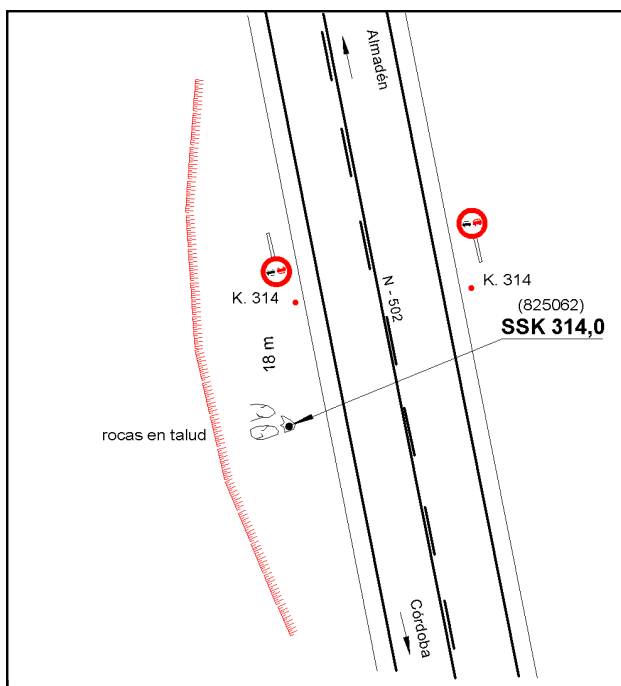 Almadén
N - 502
K. 314
K. 314
(825062)
SSK 314,0
18 m
rocas en talud
Córdoba